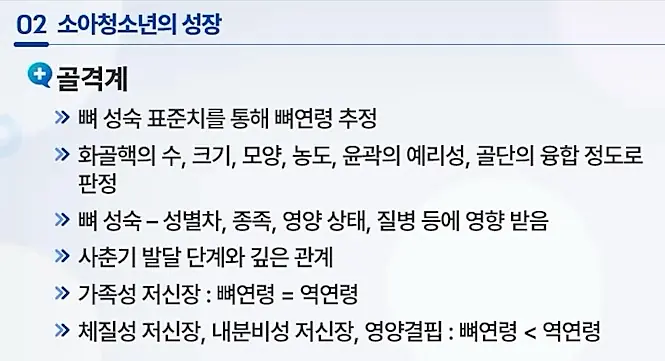 02 소아청소년의 성장
골격계
» 뼈 성숙 표준치를 통해 뼈연령 추정
» 화골핵의 수, 크기, 모양, 농도, 윤곽의 예리성, 골단의 융합 정도로
판정
» 뼈 성숙 – 성별차, 종족, 영양 상태, 질병 등에 영향 받음
» 사춘기 발달 단계와 깊은 관계
» 가족성 저신장 : 뼈연령 = 역연령
» 체질성 저신장, 내분비성 저신장, 영양결핍 : 뼈연령 < 역연령